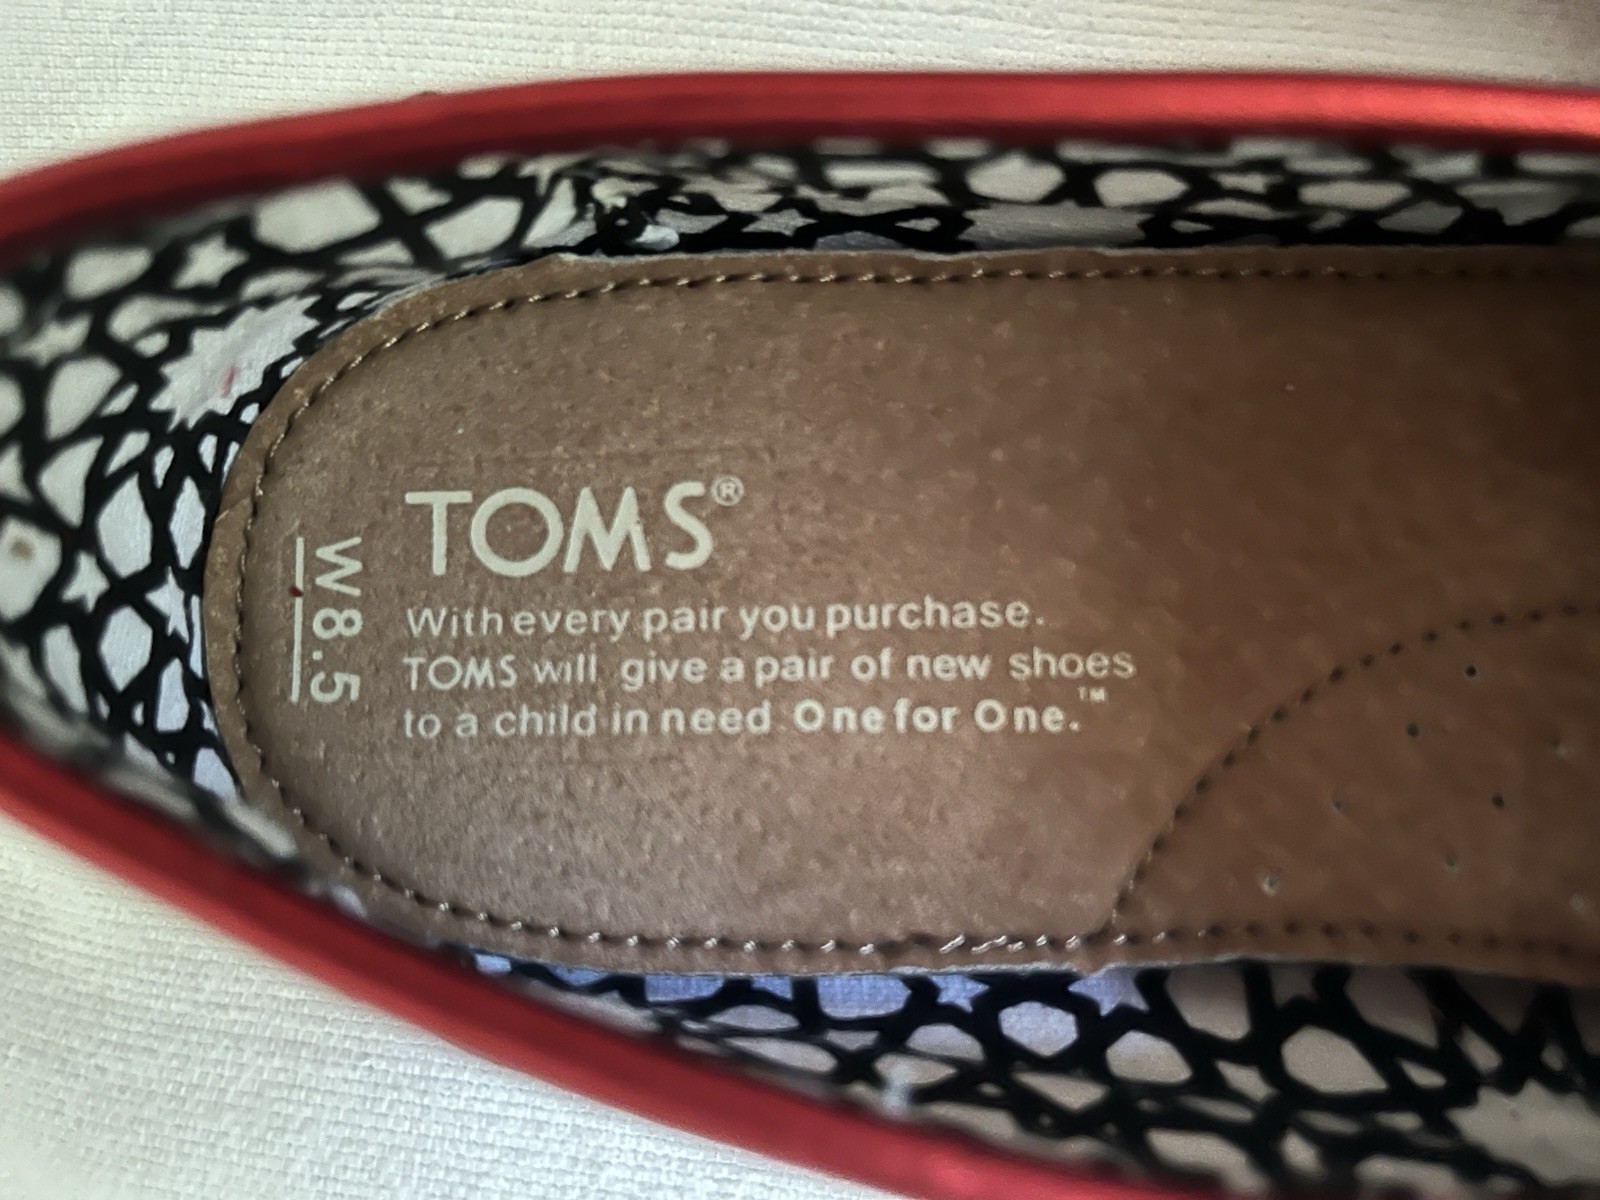 TOMS®
With every pair you purchase.
TOMS will give a pair of new shoes
to a child in need One for One.™
W8.5